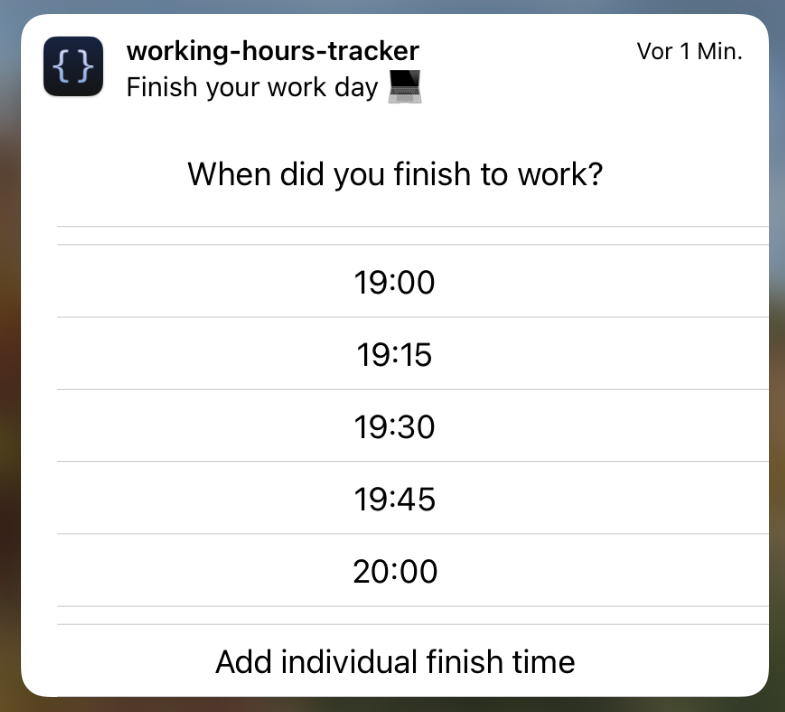 {}
working-hours-tracker
Vor 1 Min.
Finish your work day 💻
When did you finish to work?
19:00
19:15
19:30
19:45
20:00
Add individual finish time